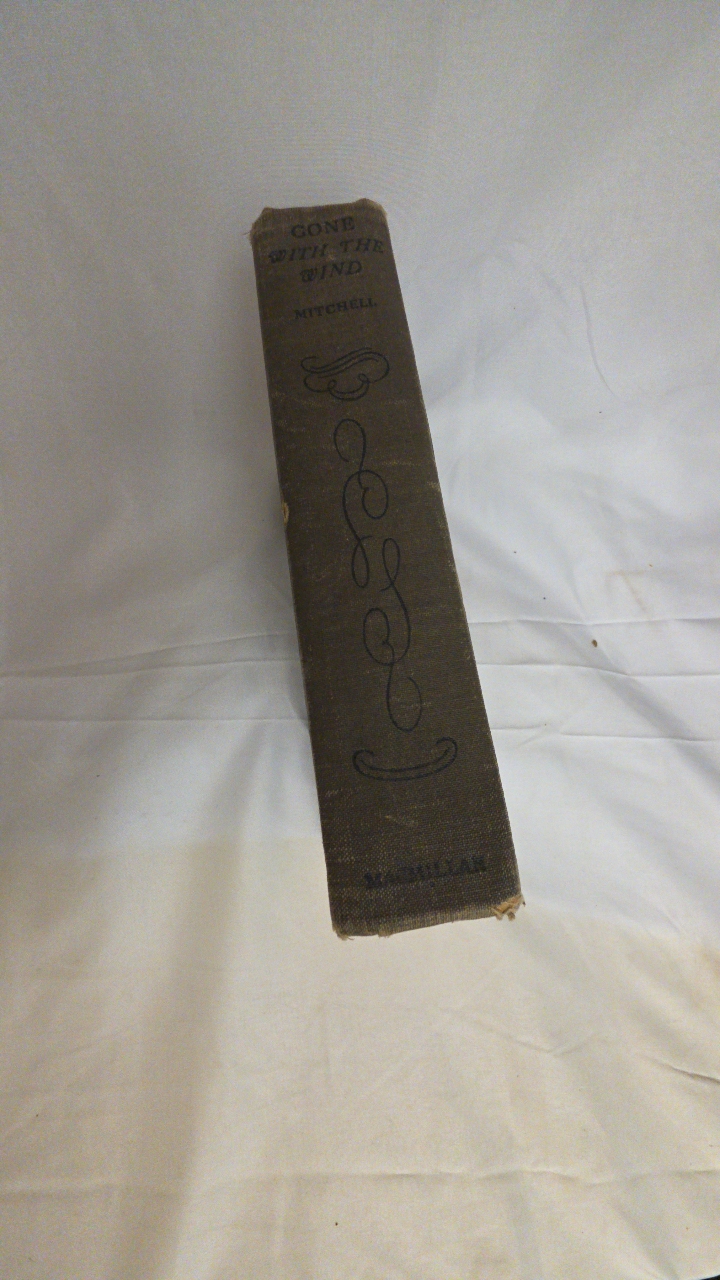 GONE
WITH THE
WIND
MITCHELL
MACMILLAN